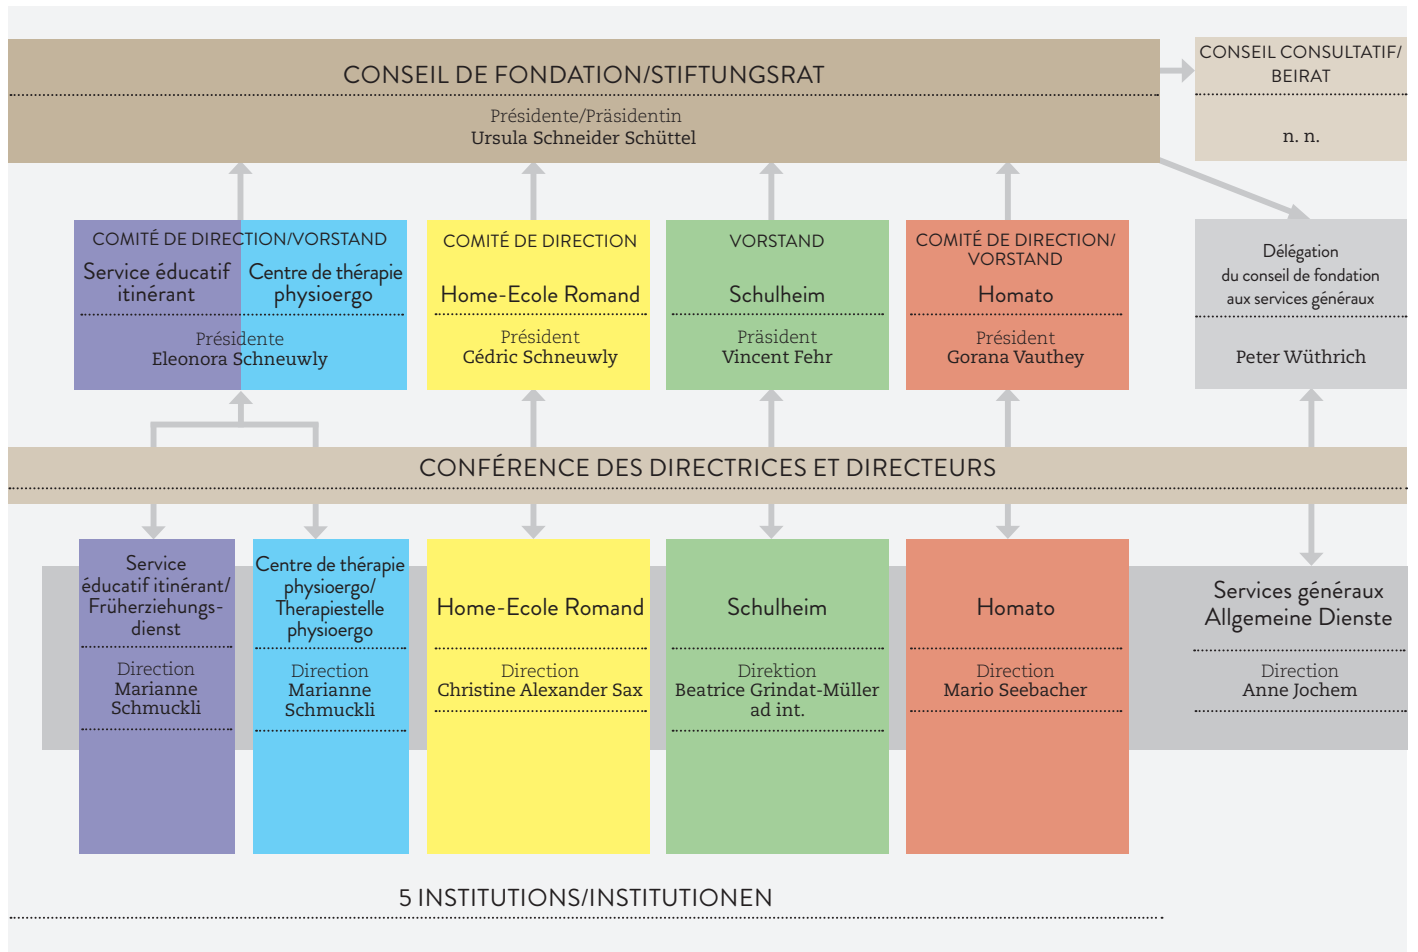 CONSEIL DE FONDATION/STIFTUNGSRAT
Présidente/Präsidentin
Ursula Schneider Schüttel
CONSEIL CONSULTATIF/
BEIRAT
n. n.
COMITÉ DE DIRECTION/VORSTAND
Service éducatif
itinérant
Centre de thérapie
physioergo
Présidente
Eleonora Schneuwly
COMITÉ DE DIRECTION
Home-Ecole Romand
Président
Cédric Schneuwly
VORSTAND
Schulheim
Präsident
Vincent Fehr
COMITÉ DE DIRECTION/
VORSTAND
Homato
Président
Gorana Vauthey
Délégation
du conseil de fondation
aux services généraux
Peter Wüthrich
CONFÉRENCE DES DIRECTRICES ET DIRECTEURS
Service
éducatif itinérant/
Früherziehungs-
dienst
Direction
Marianne
Schmuckli
Centre de thérapie
physioergo/
Therapiestelle
physioergo
Direction
Marianne
Schmuckli
Home-Ecole Romand
Direction
Christine Alexander Sax
Schulheim
Direktion
Beatrice Grindat-Müller
ad int.
Homato
Direction
Mario Seebacher
Services généraux
Allgemeine Dienste
Direction
Anne Jochem
5 INSTITUTIONS/INSTITUTIONEN